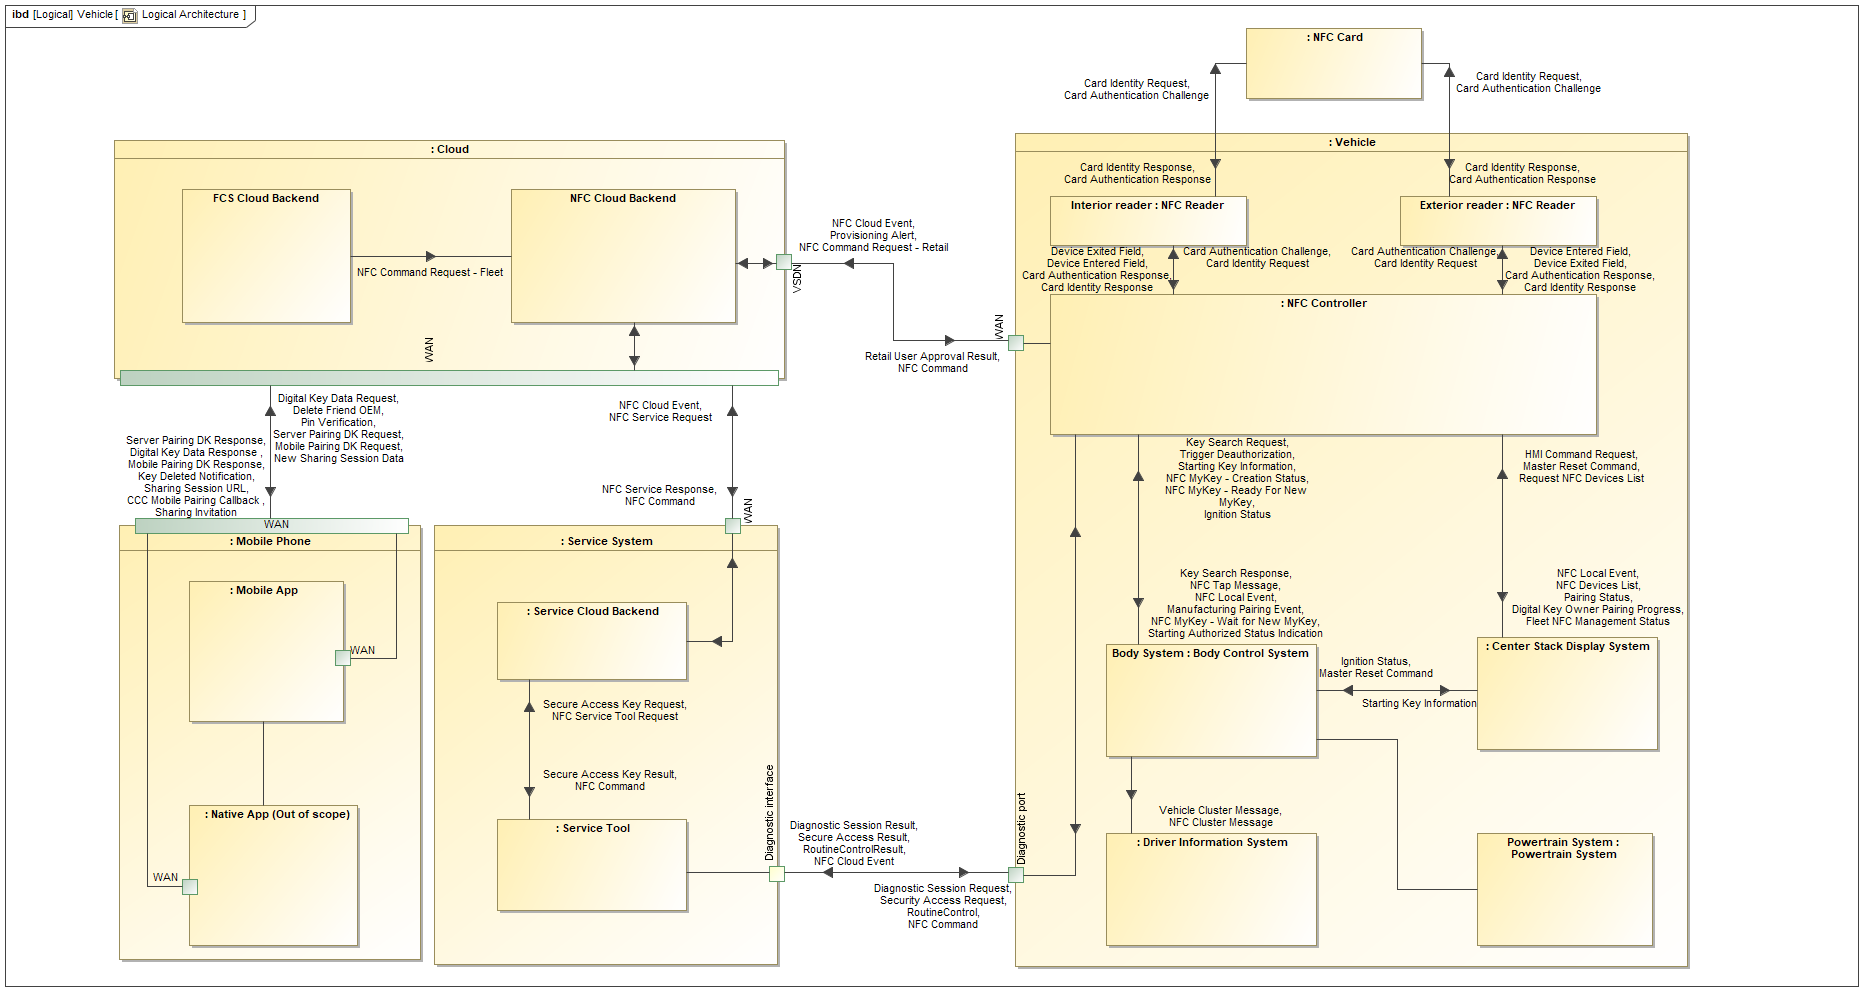 ibd [Logical] Vehicle [ Logical Architecture ]
: NFC Card
Card Identity Request,
Card Authentication Challenge
Card Identity Request,
Card Authentication Challenge
: Cloud
FCS Cloud Backend
NFC Cloud Backend
NFC Command Request - Fleet
WAN
VSDN
NFC Cloud Event,
Provisioning Alert,
NFC Command Request - Retail
Retail User Approval Result,
NFC Command
WAN
: Vehicle
Card Identity Response,
Card Authentication Response
Card Identity Response,
Card Authentication Response
Interior reader : NFC Reader
Exterior reader : NFC Reader
Device Exited Field,
Device Entered Field,
Card Authentication Response,
Card Identity Response
Card Authentication Challenge,
Card Identity Request
Card Authentication Challenge,
Card Identity Request
Device Entered Field,
Device Exited Field,
Card Authentication Response,
Card Identity Response
: NFC Controller
Digital Key Data Request,
Delete Friend OEM,
Pin Verification,
Server Pairing DK Request,
Mobile Pairing DK Request,
New Sharing Session Data
Server Pairing DK Response,
Digital Key Data Response ,
Mobile Pairing DK Response,
Key Deleted Notification,
Sharing Session URL,
CCC Mobile Pairing Callback ,
Sharing Invitation
NFC Cloud Event,
NFC Service Request
NFC Service Response,
NFC Command
WAN
WAN
: Mobile Phone
: Mobile App
WAN
: Native App (Out of scope)
WAN
: Service System
: Service Cloud Backend
Secure Access Key Request,
NFC Service Tool Request
Secure Access Key Result,
NFC Command
: Service Tool
Diagnostic interface
Diagnostic Session Result,
Secure Access Result,
RoutineControlResult,
NFC Cloud Event
Diagnostic Session Request,
Security Access Request,
RoutineControl,
NFC Command
Diagnostic port
Key Search Request,
Trigger Deauthorization,
Starting Key Information,
NFC MyKey - Creation Status,
NFC MyKey - Ready For New
MyKey,
Ignition Status
Key Search Response,
NFC Tap Message,
NFC Local Event,
Manufacturing Pairing Event,
NFC MyKey - Wait for New MyKey,
Starting Authorized Status Indication
HMI Command Request,
Master Reset Command,
Request NFC Devices List
NFC Local Event,
NFC Devices List,
Pairing Status,
Digital Key Owner Pairing Progress,
Fleet NFC Management Status
Body System : Body Control System
: Center Stack Display System
Ignition Status,
Master Reset Command
Starting Key Information
Vehicle Cluster Message,
NFC Cluster Message
: Driver Information System
Powertrain System :
Powertrain System